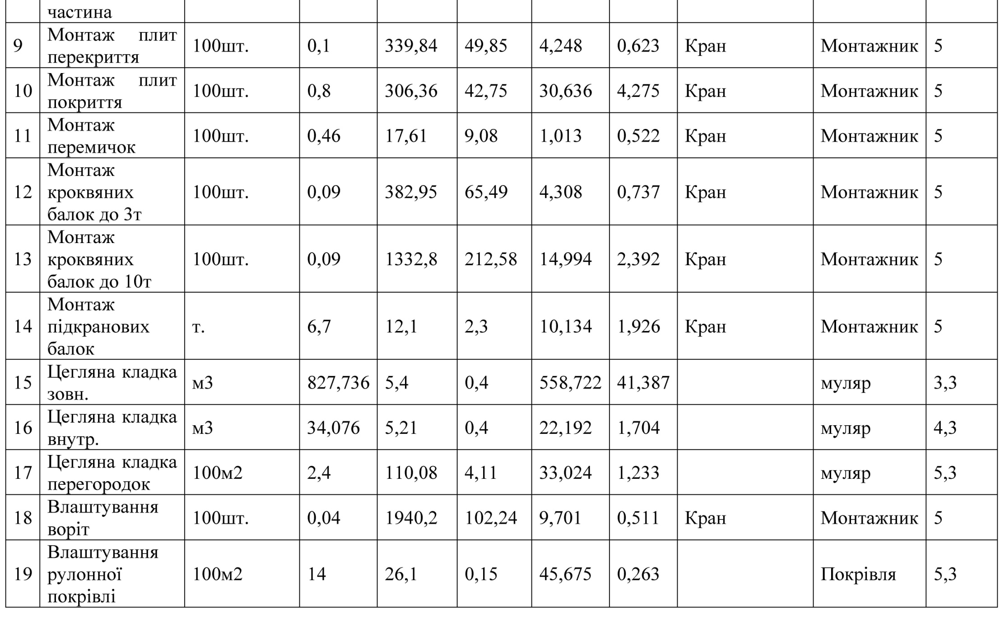 частина
9 Монтаж плит перекриття 100шт. 0,1 339,84 49,85 4,248 0,623 Кран Монтажник 5
10 Монтаж плит покриття 100шт. 0,8 306,36 42,75 30,636 4,275 Кран Монтажник 5
11 Монтаж перемичок 100шт. 0,46 17,61 9,08 1,013 0,522 Кран Монтажник 5
12 Монтаж кроквяних балок до 3т 100шт. 0,09 382,95 65,49 4,308 0,737 Кран Монтажник 5
13 Монтаж кроквяних балок до 10т 100шт. 0,09 1332,8 212,58 14,994 2,392 Кран Монтажник 5
14 Монтаж підкранових балок т. 6,7 12,1 2,3 10,134 1,926 Кран Монтажник 5
15 Цегляна кладка зовн. м3 827,736 5,4 0,4 558,722 41,387 муляр 3,3
16 Цегляна кладка внутр. м3 34,076 5,21 0,4 22,192 1,704 муляр 4,3
17 Цегляна кладка перегородок 100м2 2,4 110,08 4,11 33,024 1,233 муляр 5,3
18 Влаштування воріт 100шт. 0,04 1940,2 102,24 9,701 0,511 Кран Монтажник 5
19 Влаштування рулонної покрівлі 100м2 14 26,1 0,15 45,675 0,263 Покрівля 5,3